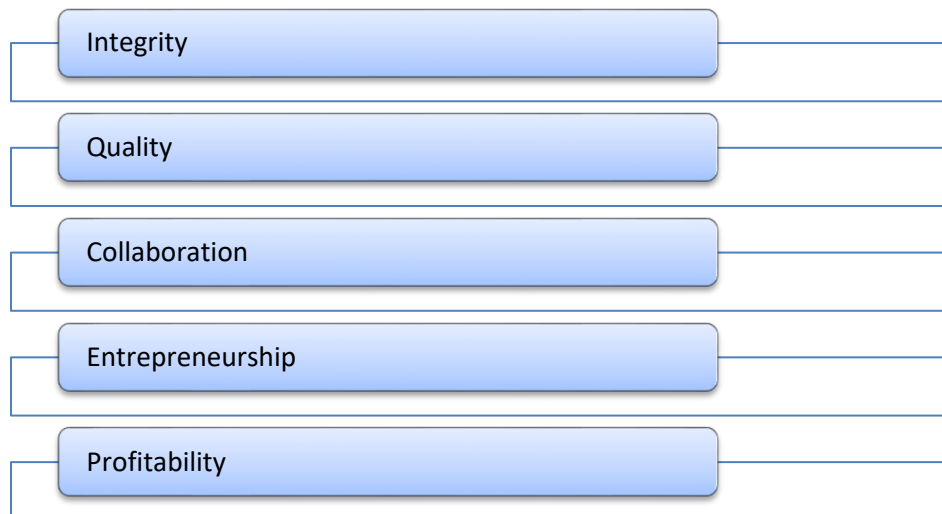 Integrity
Quality
Collaboration
Entrepreneurship
Profitability